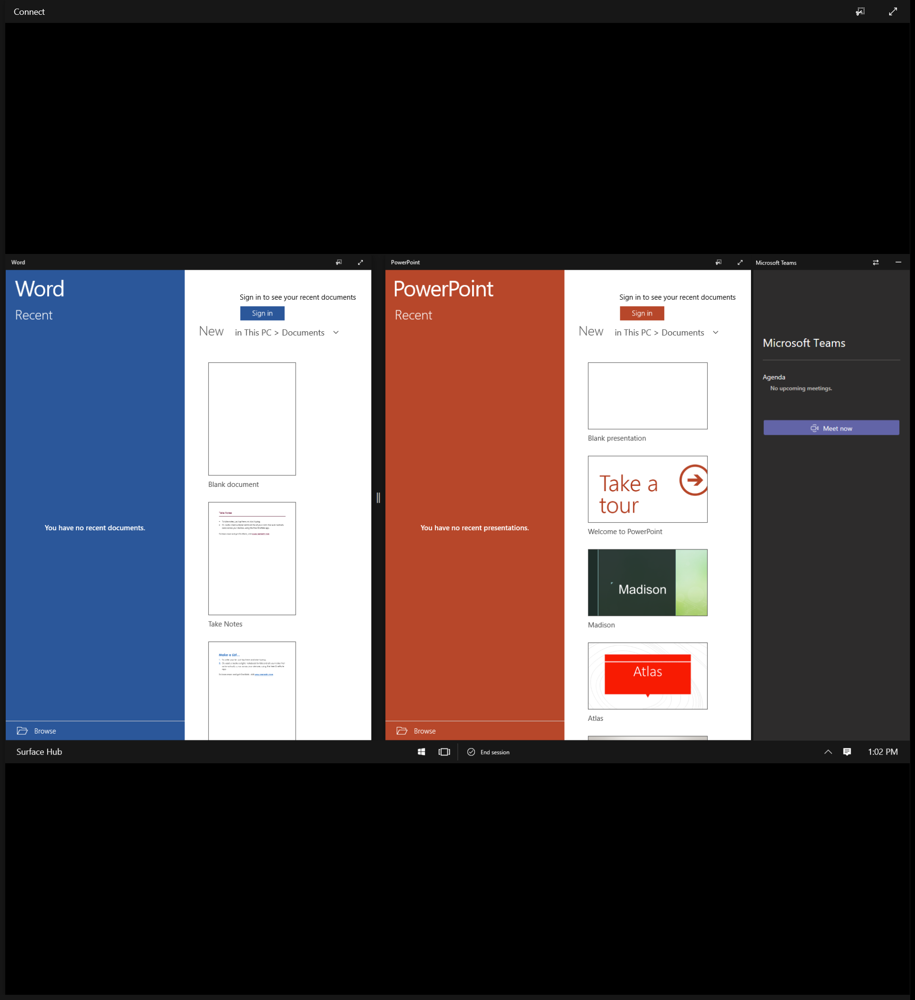 Connect
Word
Word
Recent
You have no recent documents.
Browse
Sign in to see your recent documents
Sign in
New in This PC > Documents
Blank document
Take Notes
Take Notes
Make a List...
PowerPoint
PowerPoint
Recent
You have no recent presentations.
Browse
Sign in to see your recent documents
Sign in
New in This PC > Documents
Blank presentation
Take a
tour
Welcome to PowerPoint
Madison
Madison
Atlas
Atlas
Microsoft Teams
Microsoft Teams
Agenda
No upcoming meetings.
Meet now
Surface Hub
End session
1:02 PM